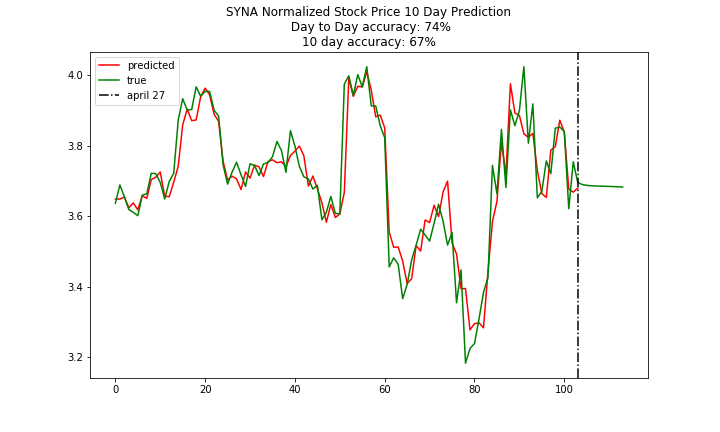 SYNA Normalized Stock Price 10 Day Prediction
Day to Day accuracy: 74%
10 day accuracy: 67%
predicted
true
april 27
4.0
3.8
3.6
3.4
3.2
0 20 40 60 80 100